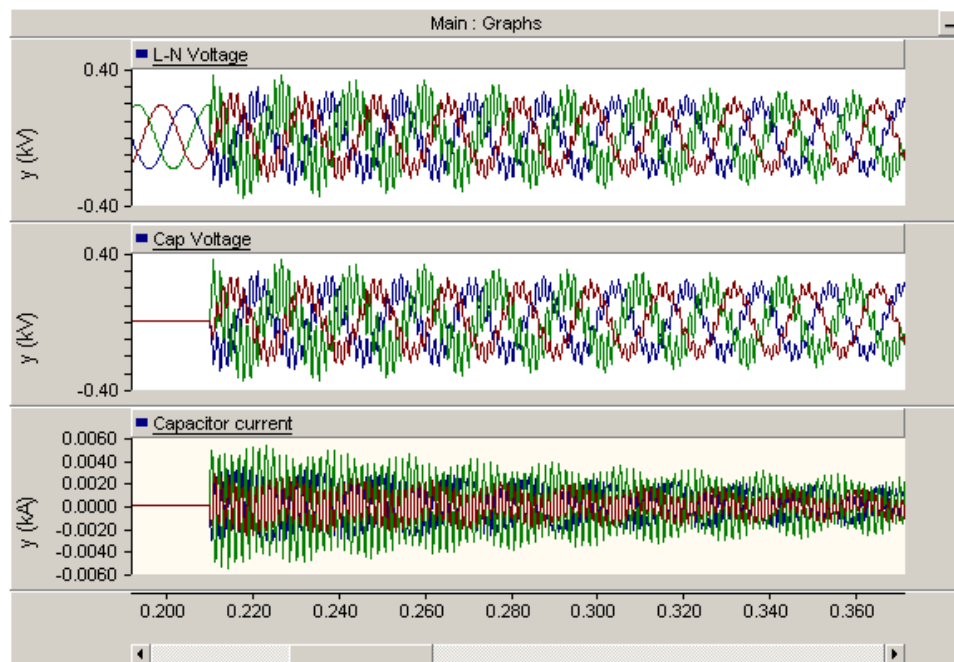 Main : Graphs
L-N Voltage
0.40
y (kV)
-0.40
Cap Voltage
0.40
y (kV)
-0.40
Capacitor current
0.0060
0.0040
0.0020
0.0000
-0.0020
-0.0040
-0.0060
y (kA)
0.200 0.220 0.240 0.260 0.280 0.300 0.320 0.340 0.360